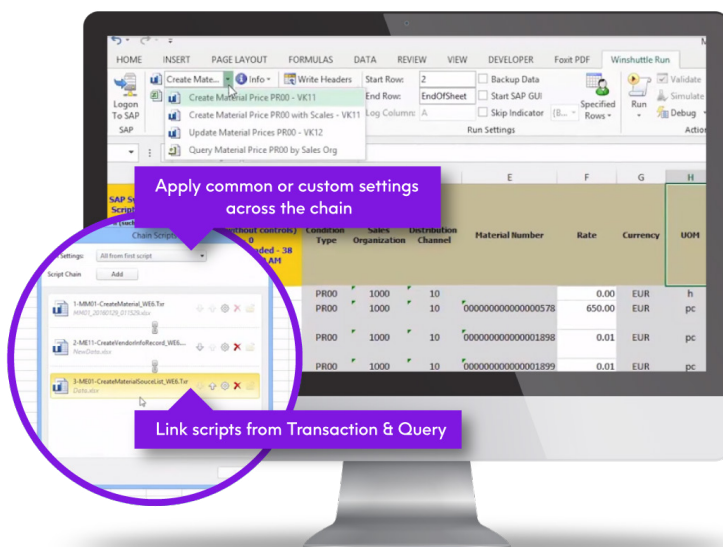 HOME INSERT PAGE LAYOUT FORMULAS DATA REVIEW VIEW DEVELOPER Foxit PDF Winshuttle Run
Create Mate... Info Write Headers Start Row: 2 Backup Data Validate
Logon To SAP
End Row: EndOfSheet Start SAP GUI Simulate
Log Column: A Skip Indicator Specified Rows Run Debug
SAP Run Settings
Create Material Price PR00 - VK11
Create Material Price PR00 with Scales - VK11
Update Material Prices PR00 - VK12
Query Material Price PR00 by Sales Org
Apply common or custom settings
across the chain
E F G H
Condition Type Sales Organization Distribution Channel Material Number Rate Currency UOM
PR00 1000 10 0.00 EUR h
PR00 1000 10 000000000000000578 650.00 EUR pc
PR00 1000 10 000000000000001898 0.01 EUR pc
PR00 1000 10 000000000000001899 0.01 EUR pc
All from first script
Script Chain Add
1-MM01-CreateMaterial_WE6.Txr
2-ME11-CreateVendorInfoRecord_WE6...
NewData.xlsx
3-ME01-CreateMaterialSouceList_WE6.Txr
Data.xlsx
Link scripts from Transaction & Query